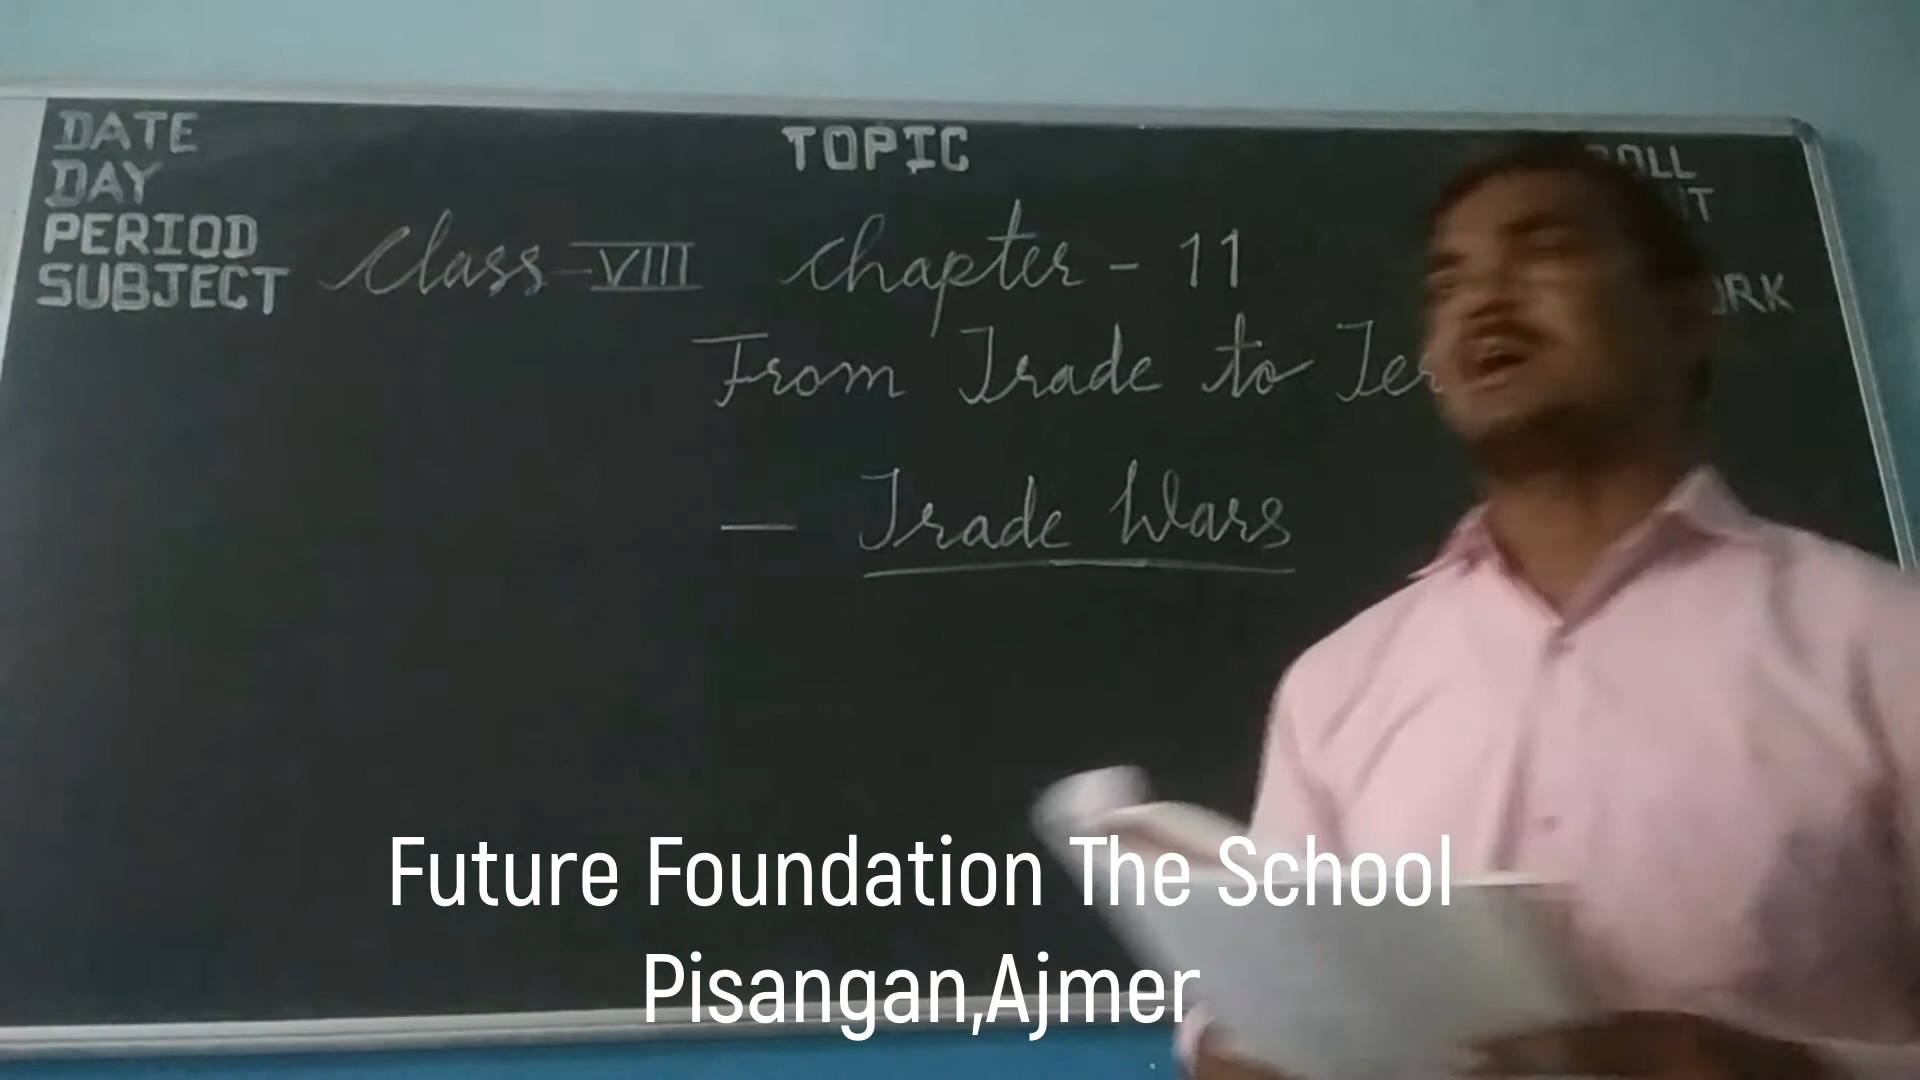 DATE
DAY
PERIOD
SUBJECT
TOPIC
Class-VIII Chapter - 11
From Trade to
— Trade Wars
Future Foundation The School
Pisangan,Ajmer